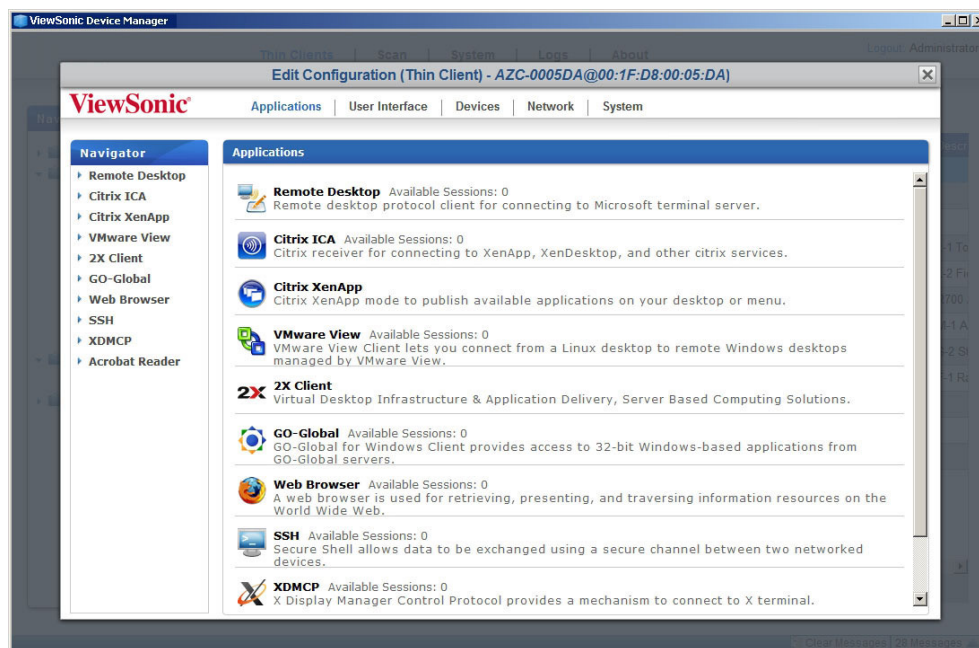 ViewSonic Device Manager
Thin Clients | Scan | System | Logs | About
Logout: Administrator
Edit Configuration (Thin Client) - AZC-0005DA@00:1F:D8:00:05:DA)
ViewSonic®
Applications | User Interface | Devices | Network | System
Navigator
Remote Desktop
Citrix ICA
Citrix XenApp
VMware View
2X Client
GO-Global
Web Browser
SSH
XDMCP
Acrobat Reader
Applications
Remote Desktop Available Sessions: 0
Remote desktop protocol client for connecting to Microsoft terminal server.
Citrix ICA Available Sessions: 0
Citrix receiver for connecting to XenApp, XenDesktop, and other citrix services.
Citrix XenApp
Citrix XenApp mode to publish available applications on your desktop or menu.
VMware View Available Sessions: 0
VMware View Client lets you connect from a Linux desktop to remote Windows desktops
managed by VMware View.
2X
2X Client
Virtual Desktop Infrastructure & Application Delivery, Server Based Computing Solutions.
GO-Global Available Sessions: 0
GO-Global for Windows Client provides access to 32-bit Windows-based applications from
GO-Global servers.
Web Browser Available Sessions: 0
A web browser is used for retrieving, presenting, and traversing information resources on the
World Wide Web.
SSH Available Sessions: 0
Secure Shell allows data to be exchanged using a secure channel between two networked
devices.
XDMCP Available Sessions: 0
X Display Manager Control Protocol provides a mechanism to connect to X terminal.
Clear Messages | 28 Messages